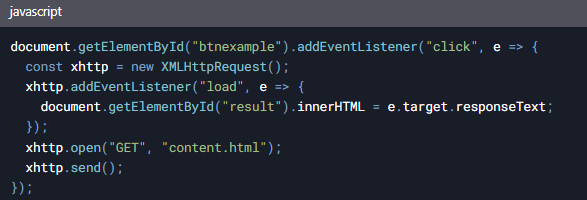 javascript
document.getElementById("btnexample").addEventListener("click", e => {
  const xhttp = new XMLHttpRequest();
  xhttp.addEventListener("load", e => {
    document.getElementById("result").innerHTML = e.target.responseText;
  });
  xhttp.open("GET", "content.html");
  xhttp.send();
});